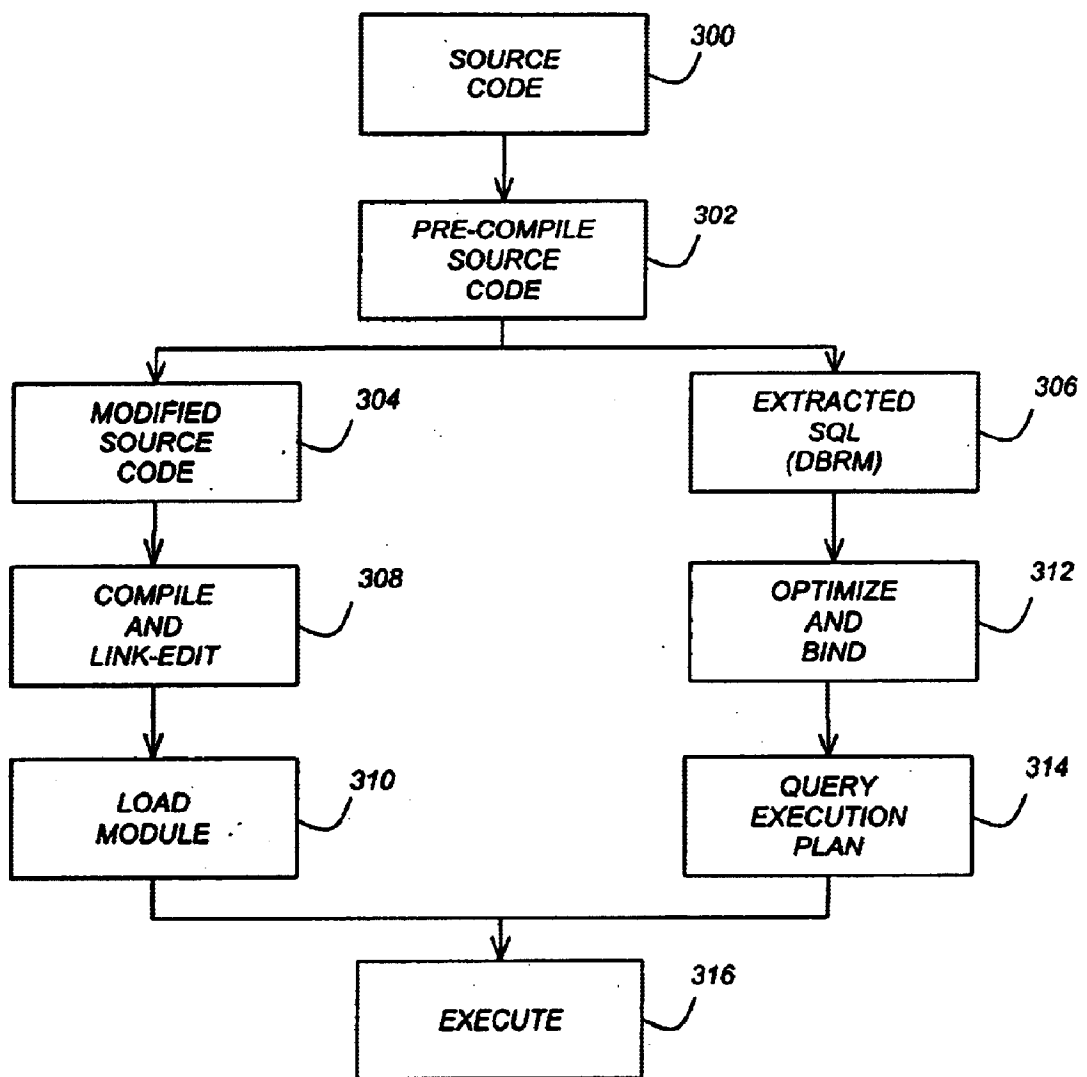 300
SOURCE
CODE
302
PRE-COMPILE
SOURCE
CODE
304
MODIFIED
SOURCE
CODE
306
EXTRACTED
SQL
(DBRM)
308
COMPILE
AND
LINK-EDIT
312
OPTIMIZE
AND
BIND
310
LOAD
MODULE
314
QUERY
EXECUTION
PLAN
316
EXECUTE